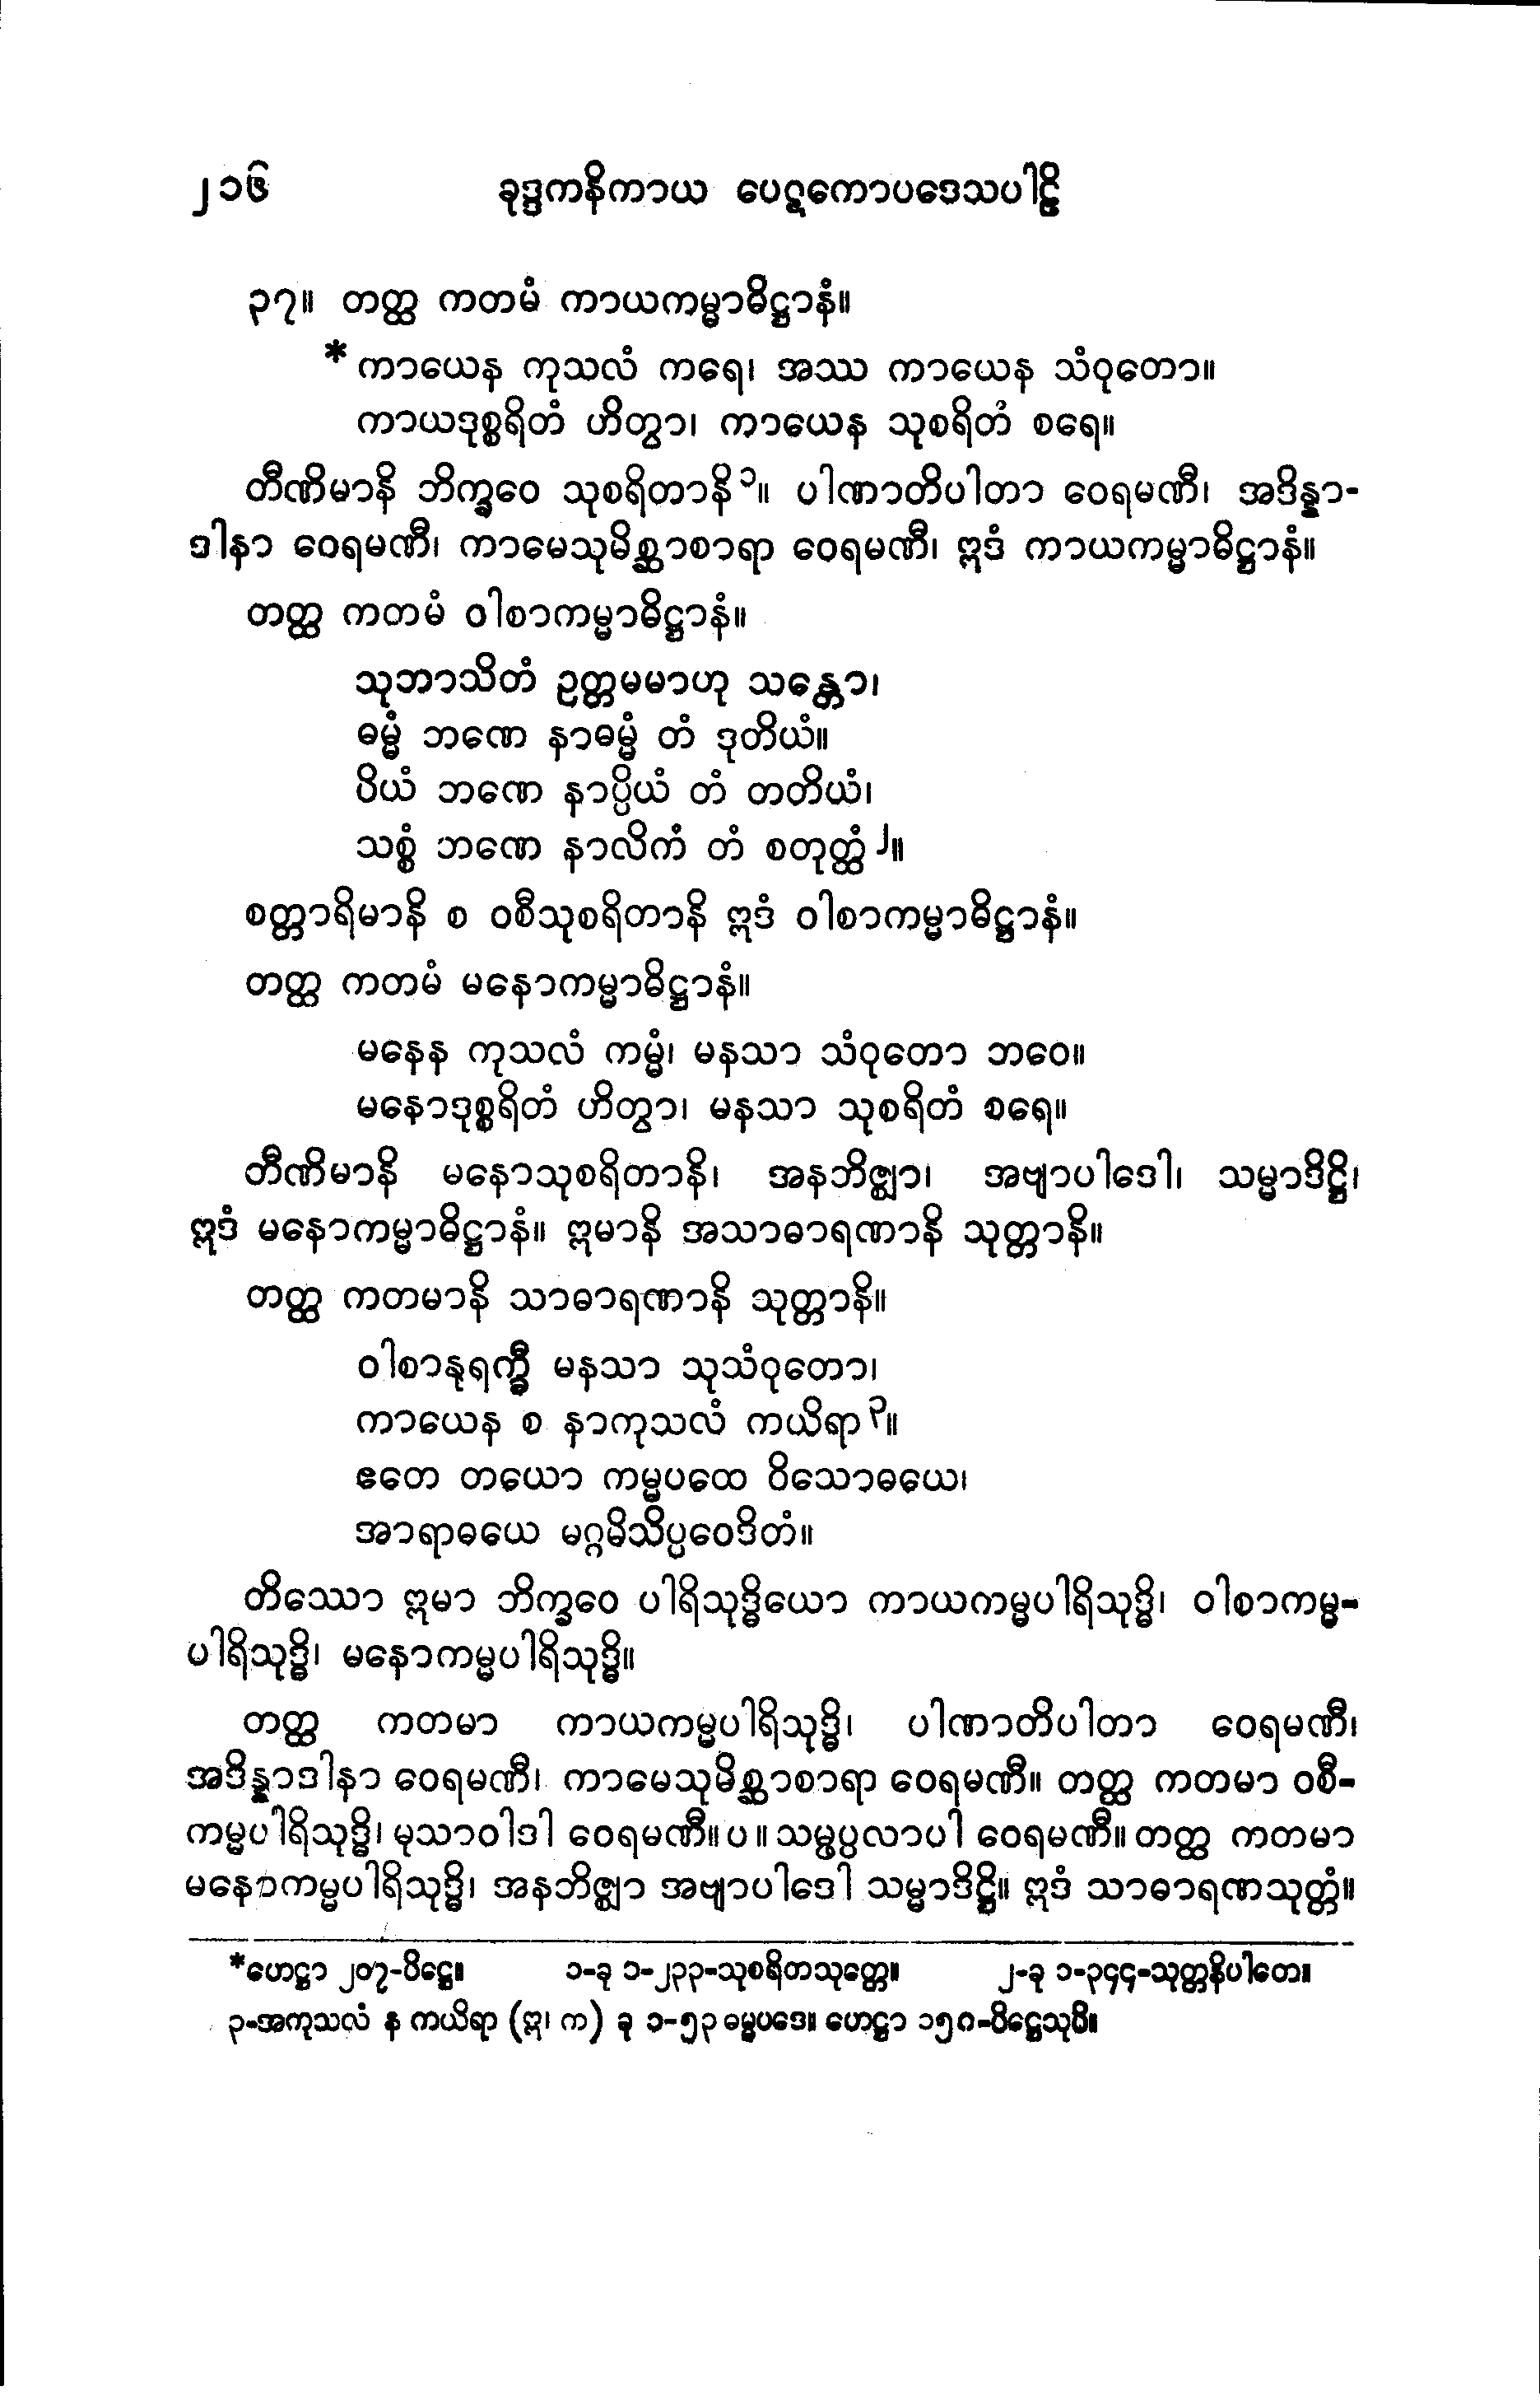 ၂၁၆ ခုဒ္ဒကနိကာယ ပေဋကောပဒေသပါဠိ
၃၇။ တတ္ထ ကတမံ ကာယကမ္မာဓိဋ္ဌာနံ။
* ကာယေန ကုသလံ ကရေ၊ အဿ ကာယေန သံဝုတော။
ကာယဒုစ္စရိတံ ဟိတွာ၊ ကာယေန သုစရိတံ စရေ။
တီဏိမာနိ ဘိက္ခဝေ သုစရိတာနိ ၁။ ပါဏာတိပါတာ ဝေရမဏီ၊ အဒိန္နာ-
ဒါနာ ဝေရမဏီ၊ ကာမေသုမိစ္ဆာစာရာ ဝေရမဏီ၊ ဣဒံ ကာယကမ္မာဓိဋ္ဌာနံ။
တတ္ထ ကတမံ ဝါစာကမ္မာဓိဋ္ဌာနံ။
သုဘာသိတံ ဥတ္တမမာဟု သန္တော၊
ဓမ္မံ ဘဏေ နာဓမ္မံ တံ ဒုတိယံ။
ပိယံ ဘဏေ နာပ္ပိယံ တံ တတိယံ၊
သစ္စံ ဘဏေ နာလိကံ တံ စတုတ္ထံ ၂။
စတ္တာရိမာနိ စ ဝစီသုစရိတာနိ ဣဒံ ဝါစာကမ္မာဓိဋ္ဌာနံ။
တတ္ထ ကတမံ မနောကမ္မာဓိဋ္ဌာနံ။
မနေန ကုသလံ ကမ္မံ၊ မနသာ သံဝုတော ဘဝေ။
မနောဒုစ္စရိတံ ဟိတွာ၊ မနသာ သုစရိတံ စရေ။
တီဏိမာနိ မနောသုစရိတာနိ၊ အနဘိဇ္ဈာ၊ အဗျာပါဒေါ၊ သမ္မာဒိဋ္ဌိ၊
ဣဒံ မနောကမ္မာဓိဋ္ဌာနံ။ ဣမာနိ အသာဓာရဏာနိ သုတ္တာနိ။
တတ္ထ ကတမာနိ သာဓာရဏာနိ သုတ္တာနိ။
ဝါစာနုရက္ခီ မနသာ သုသံဝုတော၊
ကာယေန စ နာကုသလံ ကယိရာ ၃။
ဧတေ တယော ကမ္မပထေ ဝိသောဓယေ၊
အာရာဓယေ မဂ္ဂမိသိပ္ပဝေဒိတံ။
တိဿော ဣမာ ဘိက္ခဝေ ပါရိသုဒ္ဓိယော ကာယကမ္မပါရိသုဒ္ဓိ၊ ဝါစာကမ္မ-
ပါရိသုဒ္ဓိ၊ မနောကမ္မပါရိသုဒ္ဓိ။
တတ္ထ ကတမာ ကာယကမ္မပါရိသုဒ္ဓိ၊ ပါဏာတိပါတာ ဝေရမဏီ၊
အဒိန္နာဒါနာ ဝေရမဏီ၊ ကာမေသုမိစ္ဆာစာရာ ဝေရမဏီ။ တတ္ထ ကတမာ ဝစီ-
ကမ္မပါရိသုဒ္ဓိ၊ မုသာဝါဒါ ဝေရမဏီ။ပ။ သမ္ဖပ္ပလာပါ ဝေရမဏီ။ တတ္ထ ကတမာ
မနောကမ္မပါရိသုဒ္ဓိ၊ အနဘိဇ္ဈာ အဗျာပါဒေါ သမ္မာဒိဋ္ဌိ။ ဣဒံ သာဓာရဏသုတ္တံ။
*ဟေဋ္ဌာ ၂၀၇-ပိဋ္ဌေ။ ၁-ခု ၁-၂၃၃-သုစရိတသုတ္တေ။ ၂-ခု ၁-၃၄၄-သုတ္တနိပါတေ။
၃-အကုသလံ န ကယိရာ (ဣ၊ က) ခု ၁-၅၃ ဓမ္မပဒေ။ ဟေဋ္ဌာ ၁၅၈-ပိဋ္ဌေသုပိ။